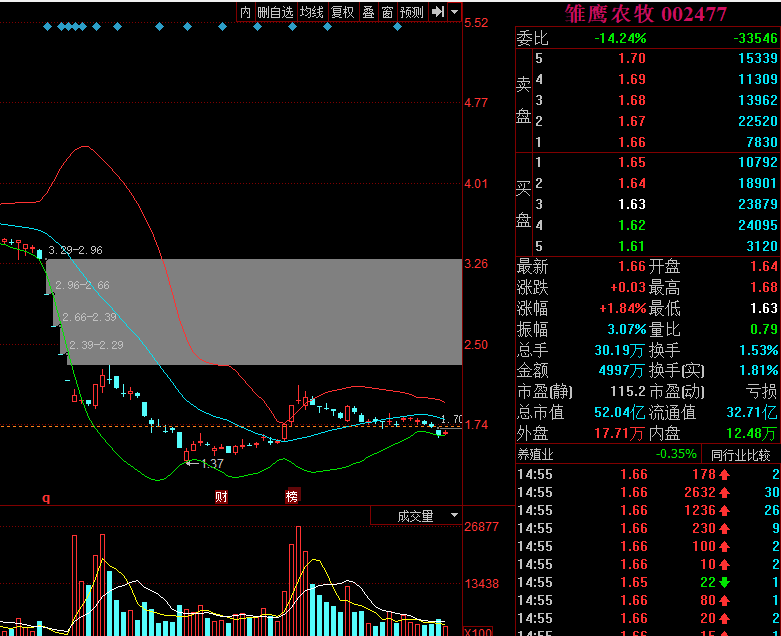 内 删自选 均线 复权 叠 窗 预测
雏鹰农牧 002477
5.52
委比 -14.24% -33546
卖盘
5 1.70 15339
4 1.69 11309
3 1.68 13962
2 1.67 22520
1 1.66 7830
买盘
1 1.65 10792
2 1.64 18901
3 1.63 23879
4 1.62 24095
5 1.61 3120
4.77
4.01
3.26
2.50
1.74
3.29-2.96
2.96-2.66
2.66-2.39
2.39-2.29
1.70
1.37
最新 1.66 开盘 1.64
涨跌 +0.03 最高 1.68
涨幅 +1.84% 最低 1.63
振幅 3.07% 量比 0.79
总手 30.19万 换手 1.53%
金额 4997万 换手(实) 1.81%
市盈(静) 115.2 市盈(动) 亏损
总市值 52.04亿 流通值 32.71亿
外盘 17.71万 内盘 12.48万
养殖业 -0.35% 同行业比较
q 财 榜
成交量
26877
13438
X100
14:55 1.66 178 2
14:55 1.66 2632 30
14:55 1.66 1236 26
14:55 1.66 230 9
14:55 1.66 100 2
14:55 1.66 10 2
14:55 1.65 22 1
14:55 1.66 80 1
14:55 1.66 20 2
14:55 1.66 15